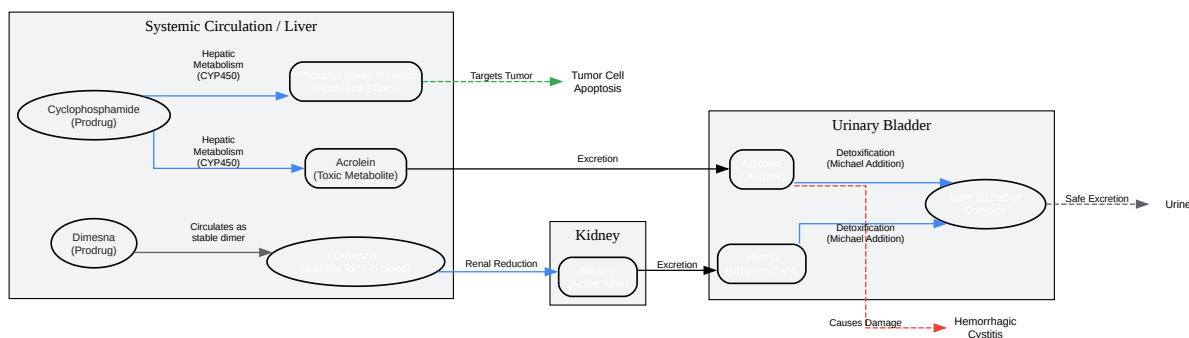 Systemic Circulation / Liver
Hepatic
Metabolism
(CYP450)
Phosphoramide Mustard
(Antitumor Effect)
Targets Tumor
Tumor Cell
Apoptosis
Cyclophosphamide
(Prodrug)
Hepatic
Metabolism
(CYP450)
Acrolein
(Toxic Metabolite)
Excretion
Urinary Bladder
Acrolein
(Urotoxic)
Detoxification
(Michael Addition)
Inert Thioether
Complex
Safe Excretion
Urine
Dimesna
(Prodrug)
Circulates as
stable dimer
Dimesna
(Inactive form in blood)
Renal Reduction
Kidney
Mesna
(Active form)
Excretion
Mesna
(Uroprotectant)
Detoxification
(Michael Addition)
Causes Damage
Hemorrhagic
Cystitis